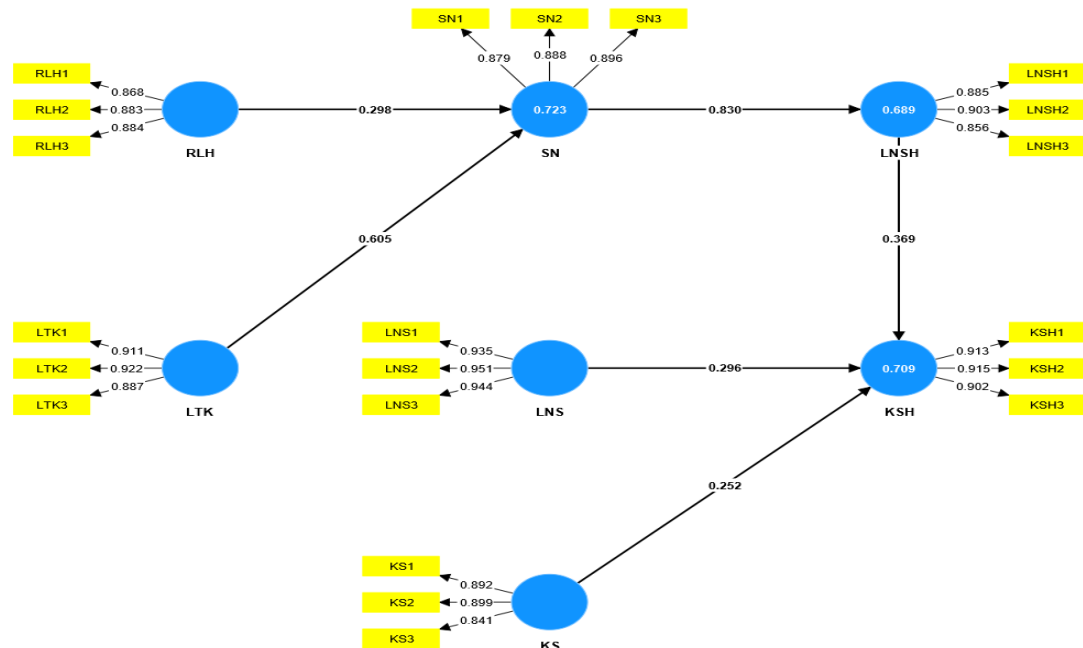 SN1 SN2 SN3
0.879 0.888 0.896
RLH1
RLH2
RLH3
0.868
0.883
0.884
RLH
0.298
0.723
SN
0.830
0.689
LNSH
0.885
0.903
0.856
LNSH1
LNSH2
LNSH3
0.605
0.369
LTK1
LTK2
LTK3
0.911
0.922
0.887
LTK
LNS1
LNS2
LNS3
0.935
0.951
0.944
LNS
0.296
0.709
KSH
0.913
0.915
0.902
KSH1
KSH2
KSH3
0.252
KS1
KS2
KS3
0.892
0.899
0.841
KS